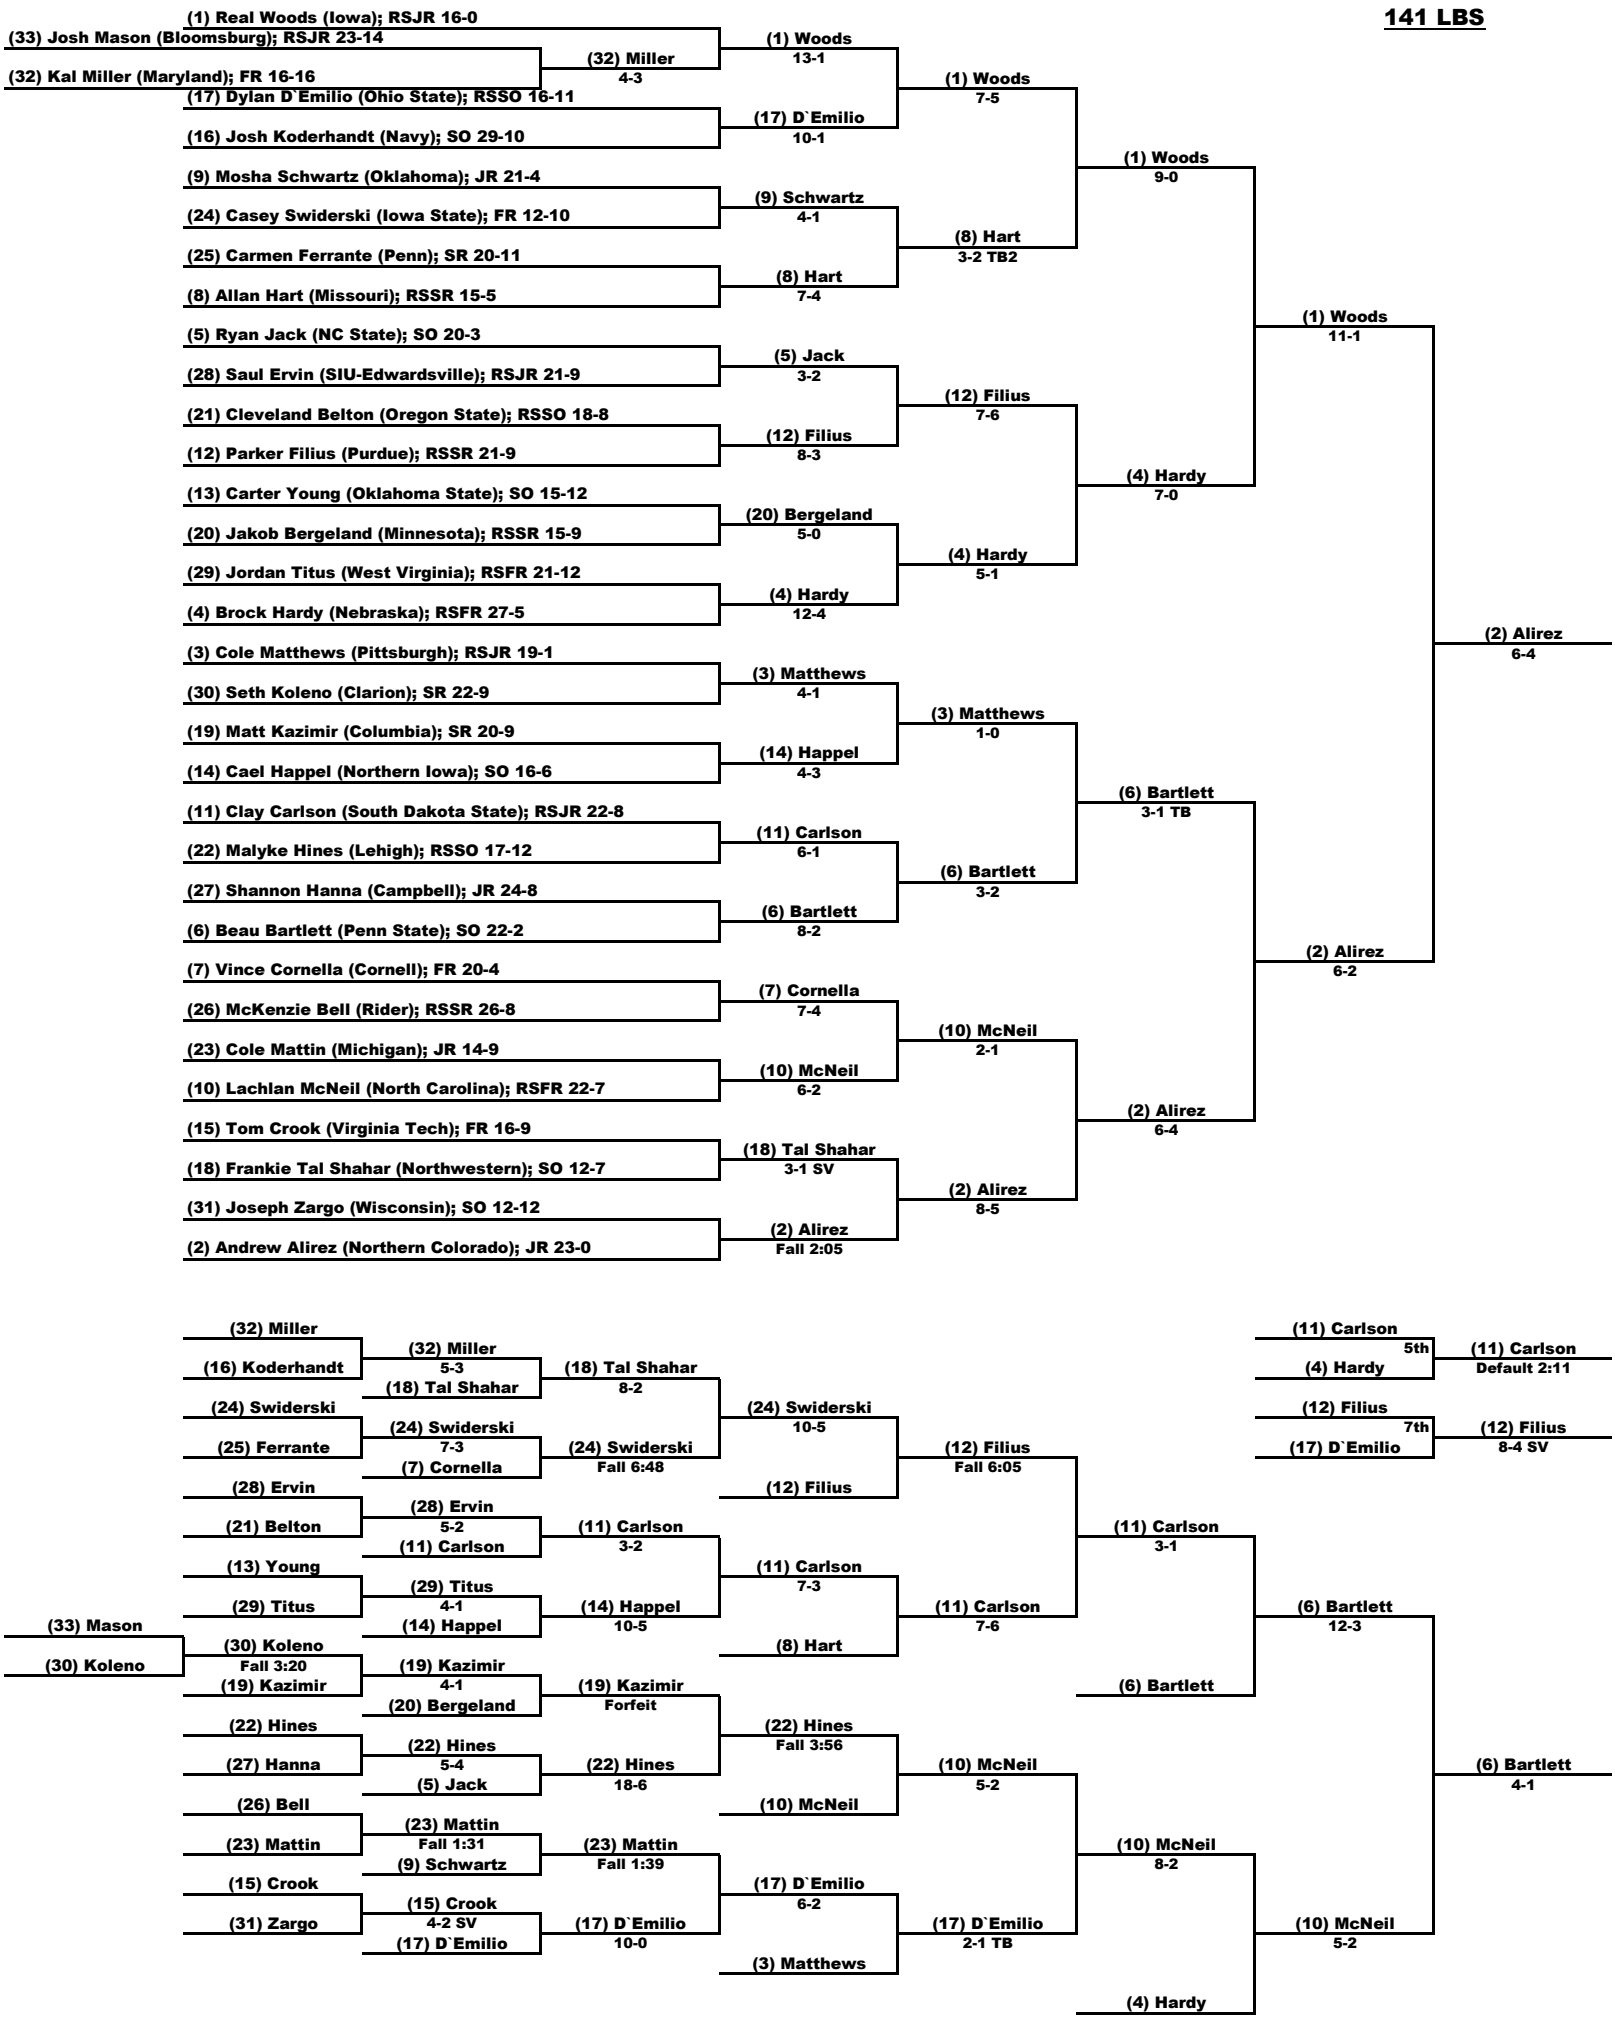 141 LBS
(1) Real Woods (Iowa); RSJR 16-0
(33) Josh Mason (Bloomsburg); RSJR 23-14
(32) Kal Miller (Maryland); FR 16-16
(17) Dylan D`Emilio (Ohio State); RSSO 16-11
(16) Josh Koderhandt (Navy); SO 29-10
(9) Mosha Schwartz (Oklahoma); JR 21-4
(24) Casey Swiderski (Iowa State); FR 12-10
(25) Carmen Ferrante (Penn); SR 20-11
(8) Allan Hart (Missouri); RSSR 15-5
(5) Ryan Jack (NC State); SO 20-3
(28) Saul Ervin (SIU-Edwardsville); RSJR 21-9
(21) Cleveland Belton (Oregon State); RSSO 18-8
(12) Parker Filius (Purdue); RSSR 21-9
(13) Carter Young (Oklahoma State); SO 15-12
(20) Jakob Bergeland (Minnesota); RSSR 15-9
(29) Jordan Titus (West Virginia); RSFR 21-12
(4) Brock Hardy (Nebraska); RSFR 27-5
(3) Cole Matthews (Pittsburgh); RSJR 19-1
(30) Seth Koleno (Clarion); SR 22-9
(19) Matt Kazimir (Columbia); SR 20-9
(14) Cael Happel (Northern Iowa); SO 16-6
(11) Clay Carlson (South Dakota State); RSJR 22-8
(22) Malyke Hines (Lehigh); RSSO 17-12
(27) Shannon Hanna (Campbell); JR 24-8
(6) Beau Bartlett (Penn State); SO 22-2
(7) Vince Cornella (Cornell); FR 20-4
(26) McKenzie Bell (Rider); RSSR 26-8
(23) Cole Mattin (Michigan); JR 14-9
(10) Lachlan McNeil (North Carolina); RSFR 22-7
(15) Tom Crook (Virginia Tech); FR 16-9
(18) Frankie Tal Shahar (Northwestern); SO 12-7
(31) Joseph Zargo (Wisconsin); SO 12-12
(2) Andrew Alirez (Northern Colorado); JR 23-0
(32) Miller
4-3
(1) Woods
13-1
(17) D`Emilio
10-1
(9) Schwartz
4-1
(8) Hart
7-4
(5) Jack
3-2
(12) Filius
8-3
(20) Bergeland
5-0
(4) Hardy
12-4
(3) Matthews
4-1
(14) Happel
4-3
(11) Carlson
6-1
(6) Bartlett
8-2
(7) Cornella
7-4
(10) McNeil
6-2
(18) Tal Shahar
3-1 SV
(2) Alirez
Fall 2:05
(1) Woods
7-5
(8) Hart
3-2 TB2
(12) Filius
7-6
(4) Hardy
5-1
(3) Matthews
1-0
(6) Bartlett
3-2
(10) McNeil
2-1
(2) Alirez
8-5
(1) Woods
9-0
(4) Hardy
7-0
(6) Bartlett
3-1 TB
(2) Alirez
6-4
(1) Woods
11-1
(2) Alirez
6-2
(2) Alirez
6-4
(33) Mason
(30) Koleno
(32) Miller
(16) Koderhandt
(24) Swiderski
(25) Ferrante
(28) Ervin
(21) Belton
(13) Young
(29) Titus
(30) Koleno
Fall 3:20
(19) Kazimir
(22) Hines
(27) Hanna
(26) Bell
(23) Mattin
(15) Crook
(31) Zargo
(32) Miller
5-3
(18) Tal Shahar
(24) Swiderski
7-3
(7) Cornella
(28) Ervin
5-2
(11) Carlson
(29) Titus
4-1
(14) Happel
(19) Kazimir
4-1
(20) Bergeland
(22) Hines
5-4
(5) Jack
(23) Mattin
Fall 1:31
(9) Schwartz
(15) Crook
4-2 SV
(17) D`Emilio
(18) Tal Shahar
8-2
(24) Swiderski
Fall 6:48
(11) Carlson
3-2
(14) Happel
10-5
(19) Kazimir
Forfeit
(22) Hines
18-6
(23) Mattin
Fall 1:39
(17) D`Emilio
10-0
(24) Swiderski
10-5
(12) Filius
(11) Carlson
7-3
(8) Hart
(22) Hines
Fall 3:56
(10) McNeil
(17) D`Emilio
6-2
(3) Matthews
(12) Filius
Fall 6:05
(11) Carlson
7-6
(10) McNeil
5-2
(17) D`Emilio
2-1 TB
(11) Carlson
3-1
(6) Bartlett
(10) McNeil
8-2
(4) Hardy
(6) Bartlett
12-3
(10) McNeil
5-2
(6) Bartlett
4-1
(11) Carlson
5th
(4) Hardy
(11) Carlson
Default 2:11
(12) Filius
7th
(17) D`Emilio
(12) Filius
8-4 SV